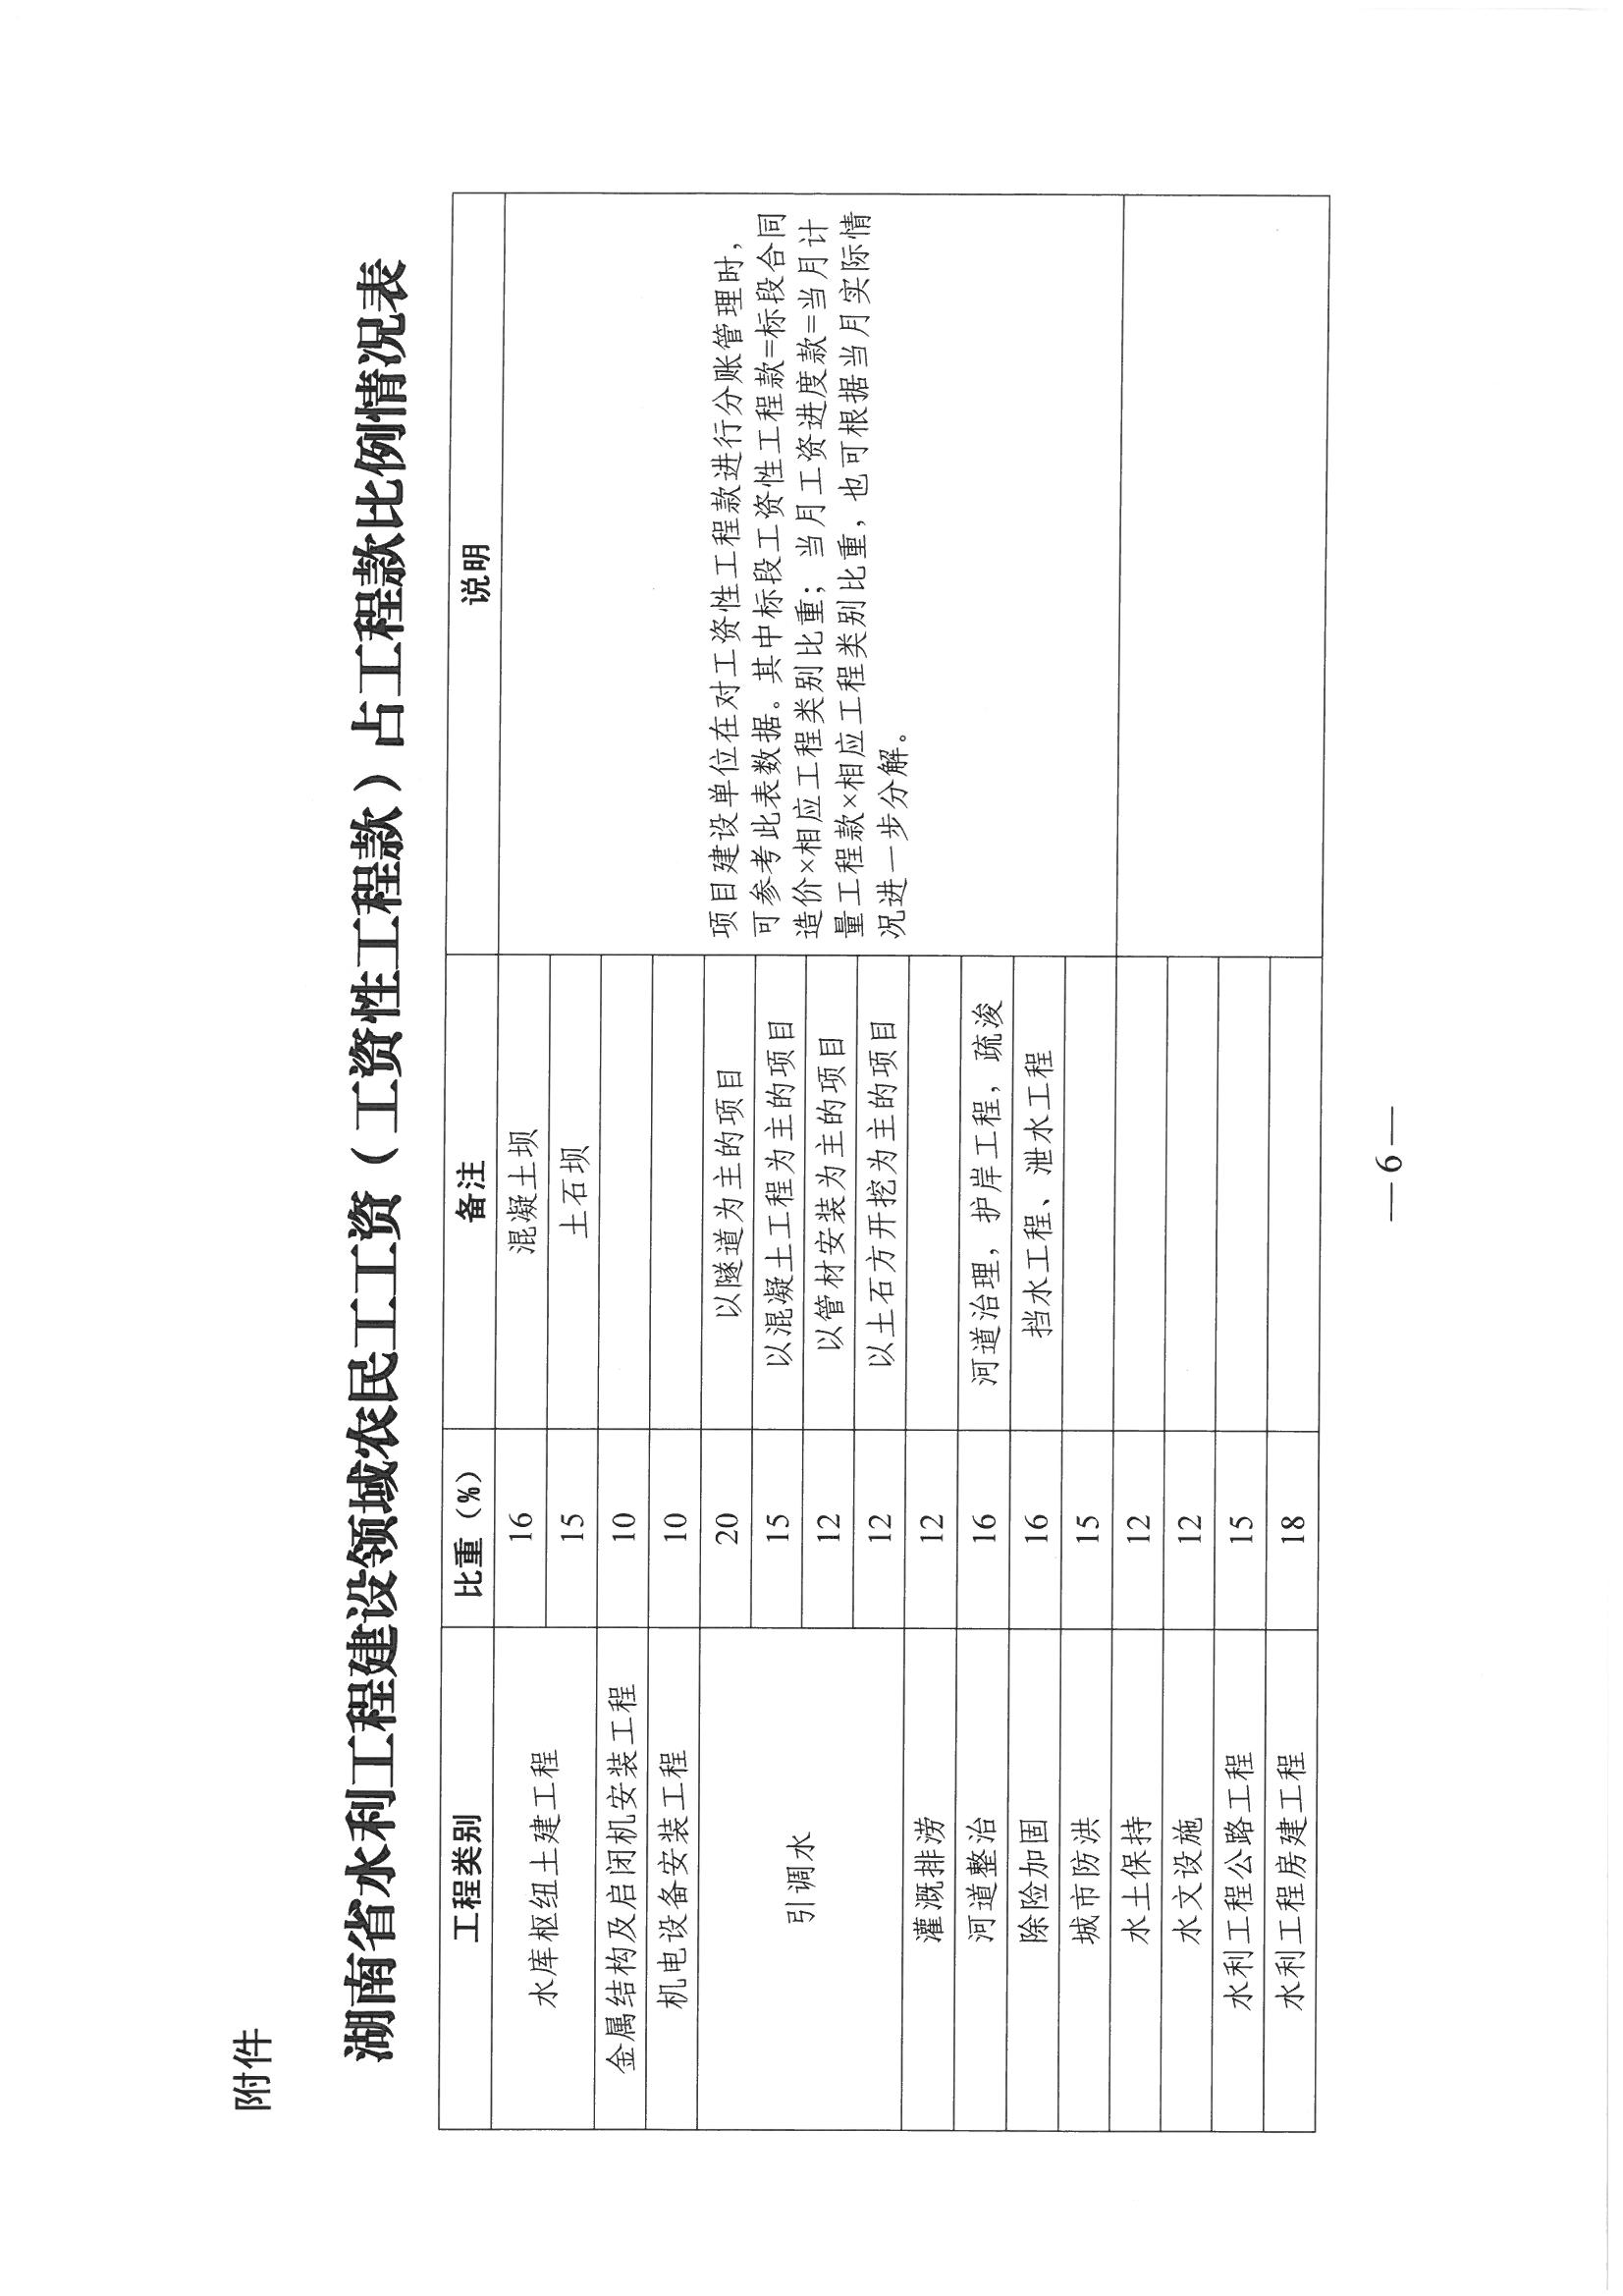 附件
湖南省水利工程建设领域农民工工资（工资性工程款）占工程款比例情况表
工程类别 比重（%） 备注 说明
水库枢纽土建工程 16 混凝土坝
15 土石坝
金属结构及启闭机安装工程 10
机电设备安装工程 10
引调水 20 以隧道为主的项目
15 以混凝土工程为主的项目
12 以管材安装为主的项目
12 以土石方开挖为主的项目
灌溉排涝 12
河道整治 16 河道治理，护岸工程，疏浚
除险加固 16 挡水工程、泄水工程
城市防洪 15
水土保持 12
水文设施 12
水利工程公路工程 15
水利工程房建工程 18
项目建设单位在对工资性工程款进行分账管理时，
可参考此表数据。其中标段工资性工程款=标段合同
造价×相应工程类别比重；当月工资进度款=当月计
量工程款×相应工程类别比重，也可根据当月实际情
况进一步分解。
—6—